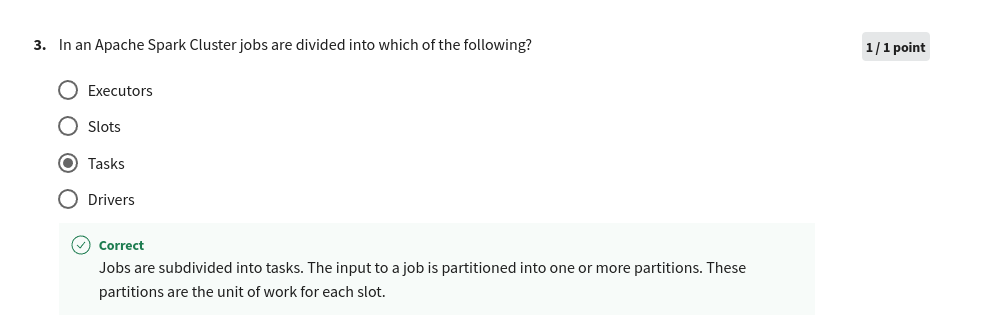 3. In an Apache Spark Cluster jobs are divided into which of the following?
1 / 1 point
Executors
Slots
Tasks
Drivers
Correct
Jobs are subdivided into tasks. The input to a job is partitioned into one or more partitions. These
partitions are the unit of work for each slot.